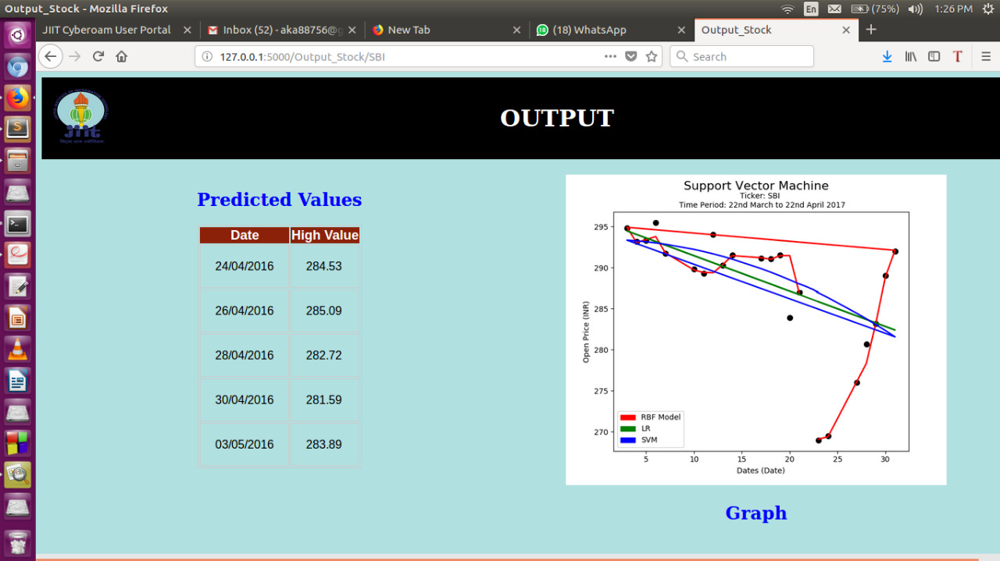 Output_Stock - Mozilla Firefox
En
(75%)
1:26 PM
JIIT Cyberoam User Portal
Inbox (52) - aka88756@g
New Tab
(18) WhatsApp
Output_Stock
127.0.0.1:5000/Output_Stock/SBI
Search
jiit
OUTPUT
Predicted Values
Date High Value
24/04/2016 284.53
26/04/2016 285.09
28/04/2016 282.72
30/04/2016 281.59
03/05/2016 283.89
Support Vector Machine
Ticker: SBI
Time Period: 22nd March to 22nd April 2017
Open Price (INR)
295
290
285
280
275
270
RBF Model
LR
SVM
5 10 15 20 25 30
Dates (Date)
Graph